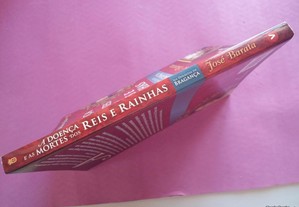 A DOENÇA
E AS MORTES DOS
REIS E RAINHAS
BRAGANÇA
José Barata